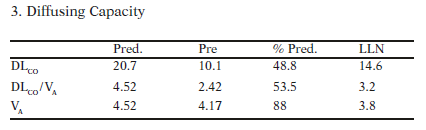 3. Diffusing Capacity
Pred. Pre % Pred. LLN
DLCO 20.7 10.1 48.8 14.6
DLCO/VA 4.52 2.42 53.5 3.2
VA 4.52 4.17 88 3.8